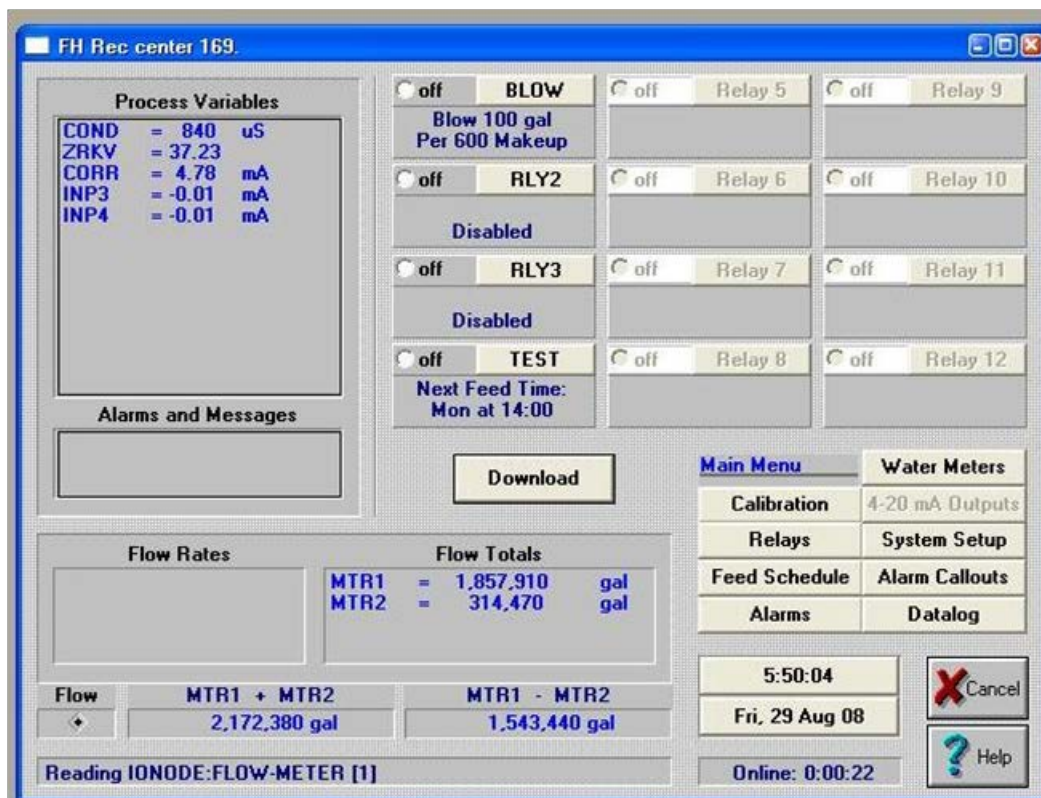 FH Rec center 169.
Process Variables
COND = 840 uS
ZRKV = 37.23
CORR = 4.78 mA
INP3 = -0.01 mA
INP4 = -0.01 mA
Alarms and Messages
off BLOW
Blow 100 gal
Per 600 Makeup
off RLY2
Disabled
off RLY3
Disabled
off TEST
Next Feed Time:
Mon at 14:00
off Relay 5
off Relay 6
off Relay 7
off Relay 8
off Relay 9
off Relay 10
off Relay 11
off Relay 12
Download
Main Menu
Water Meters
Calibration
4-20 mA Outputs
Relays
System Setup
Feed Schedule
Alarm Callouts
Alarms
Datalog
Flow Rates
Flow Totals
MTR1 = 1,857,910 gal
MTR2 = 314,470 gal
Flow
MTR1 + MTR2
2,172,380 gal
MTR1 - MTR2
1,543,440 gal
5:50:04
Fri, 29 Aug 08
Cancel
Help
Reading IONODE:FLOW-METER [1]
Online: 0:00:22